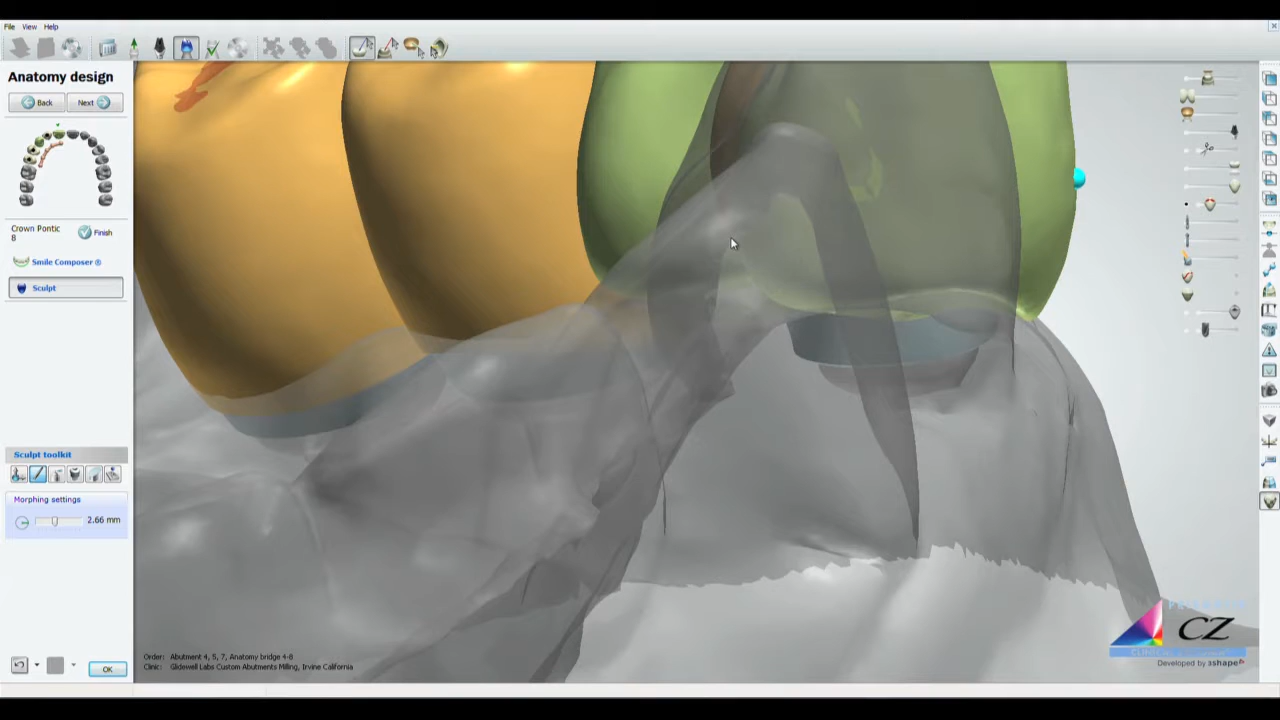 File View Help
Anatomy design
Back Next
Crown Pontic
8
Finish
Smile Composer ®
Sculpt
Sculpt toolkit
Morphing settings
2.66 mm
OK
Order: Abutment 4, 5, 7, Anatomy bridge 4-8
Clinic: Glidewell Labs Custom Abutments Milling, Irvine California
CZ
Developed by 3shape